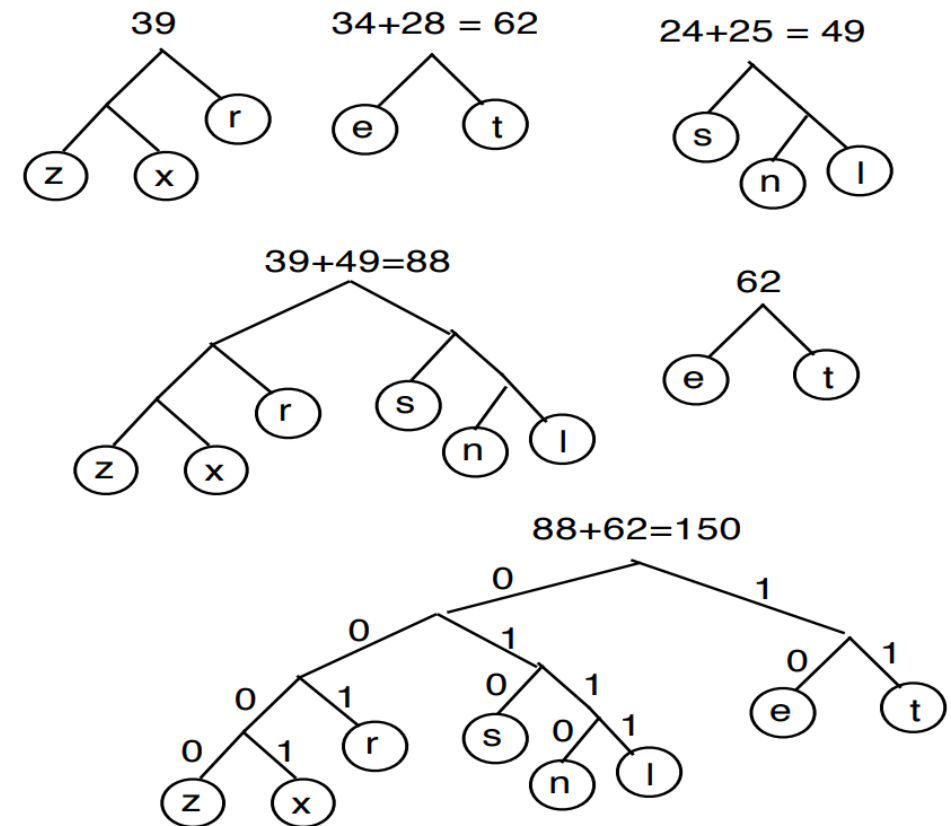 39 34+28 = 62 24+25 = 49
r e t s
z x n l
39+49=88 62
r s e t
z x n l
88+62=150
0 1
0 1 0 1
0 1 0 1 e t
0 1 r s 0 1
z x n l